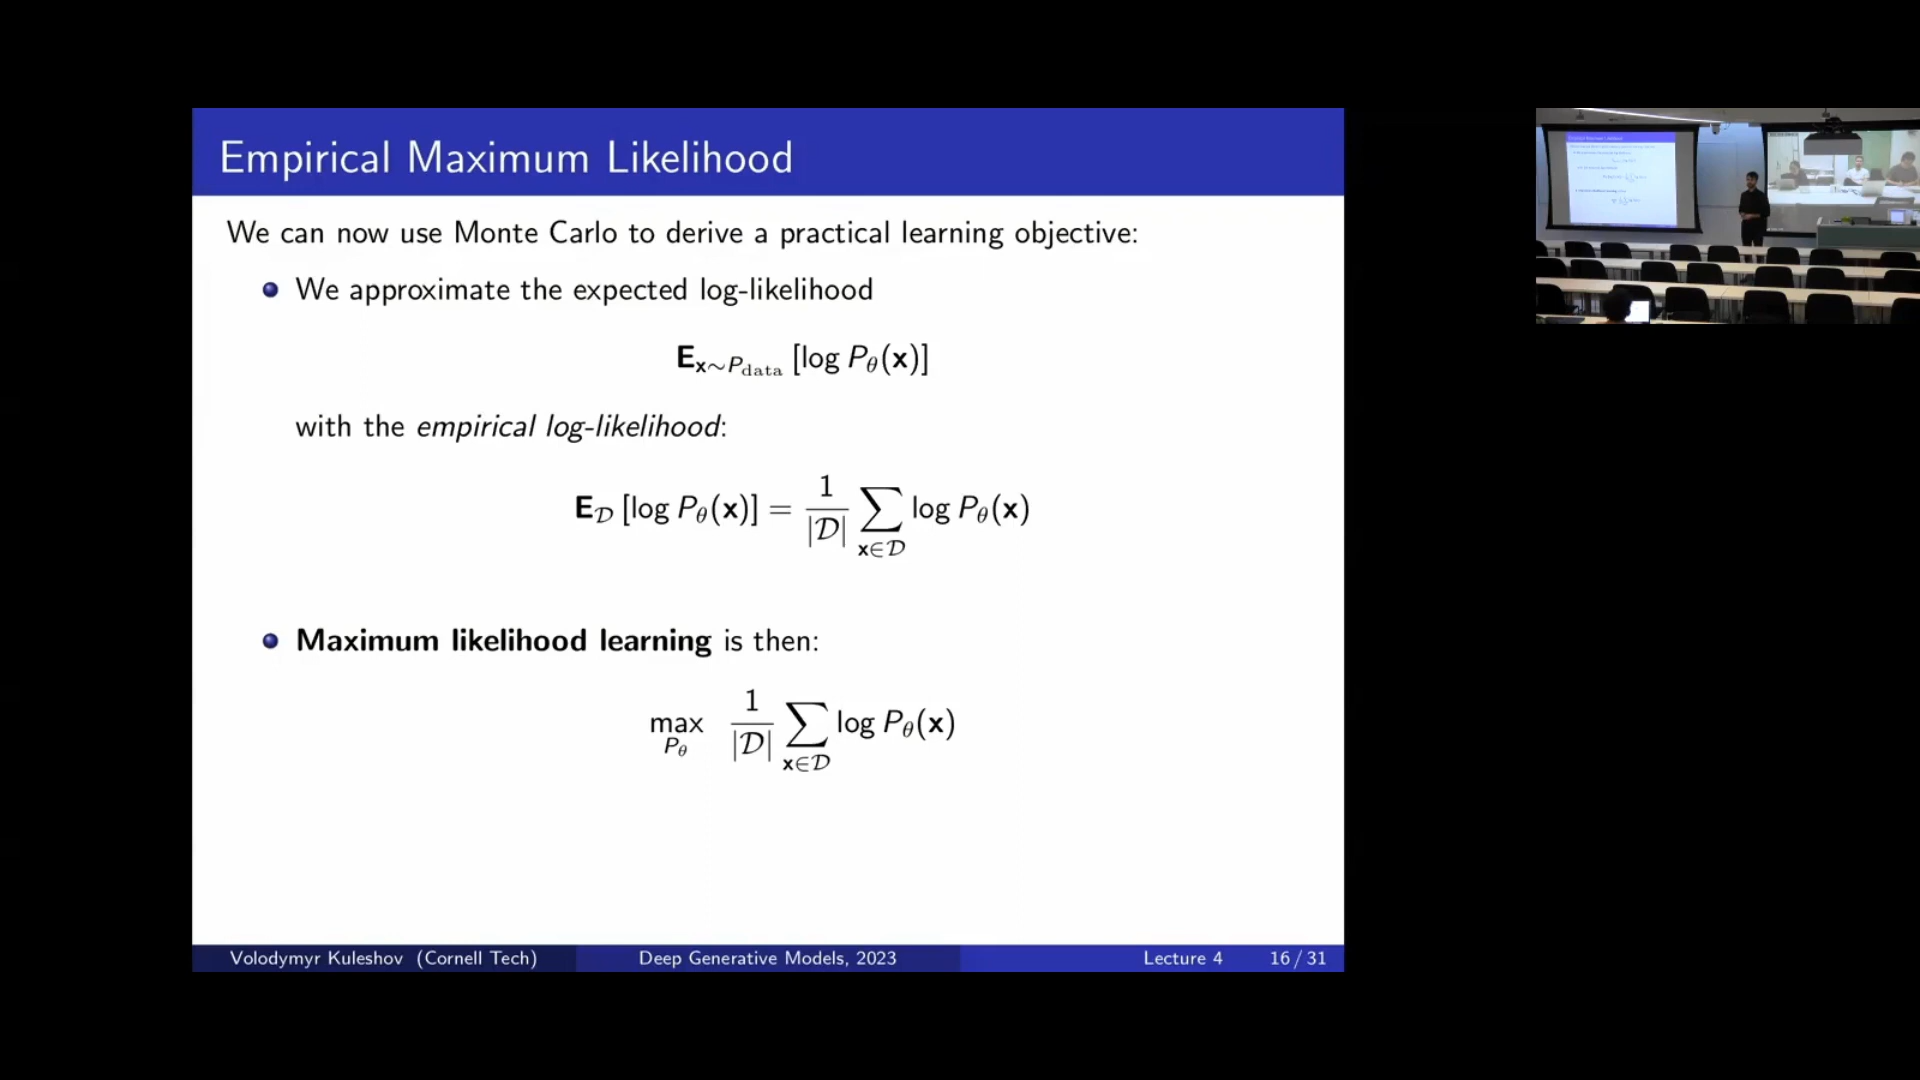 Empirical Maximum Likelihood
We can now use Monte Carlo to derive a practical learning objective:
We approximate the expected log-likelihood
E_{x∼P_data} [log P_θ(x)]
with the empirical log-likelihood:
E_𝒟 [log P_θ(x)] = 1/|𝒟| ∑_{x∈𝒟} log P_θ(x)
Maximum likelihood learning is then:
max_{P_θ} 1/|𝒟| ∑_{x∈𝒟} log P_θ(x)
Volodymyr Kuleshov (Cornell Tech) Deep Generative Models, 2023 Lecture 4 16 / 31